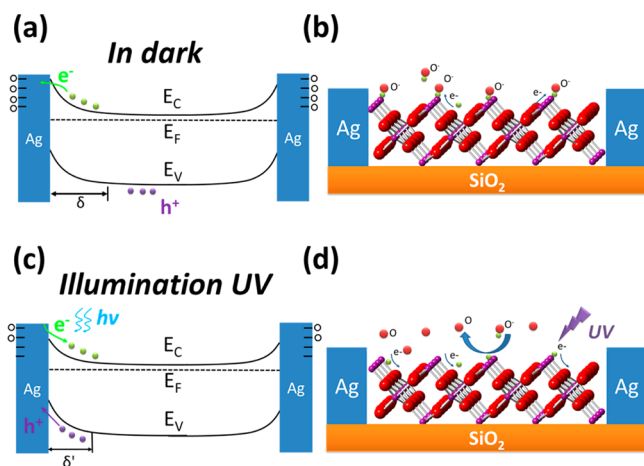 (a)
In dark
e⁻
E_C
E_F
E_V
Ag
Ag
δ
h⁺
(b)
O⁻
O⁻
O⁻
O⁻
e-
e-
Ag
Ag
SiO₂
(c)
Illumination UV
e⁻
hv
E_C
E_F
E_V
Ag
Ag
h⁺
δ'
(d)
O
O
O⁻
UV
e-
e-
e-
Ag
Ag
SiO₂